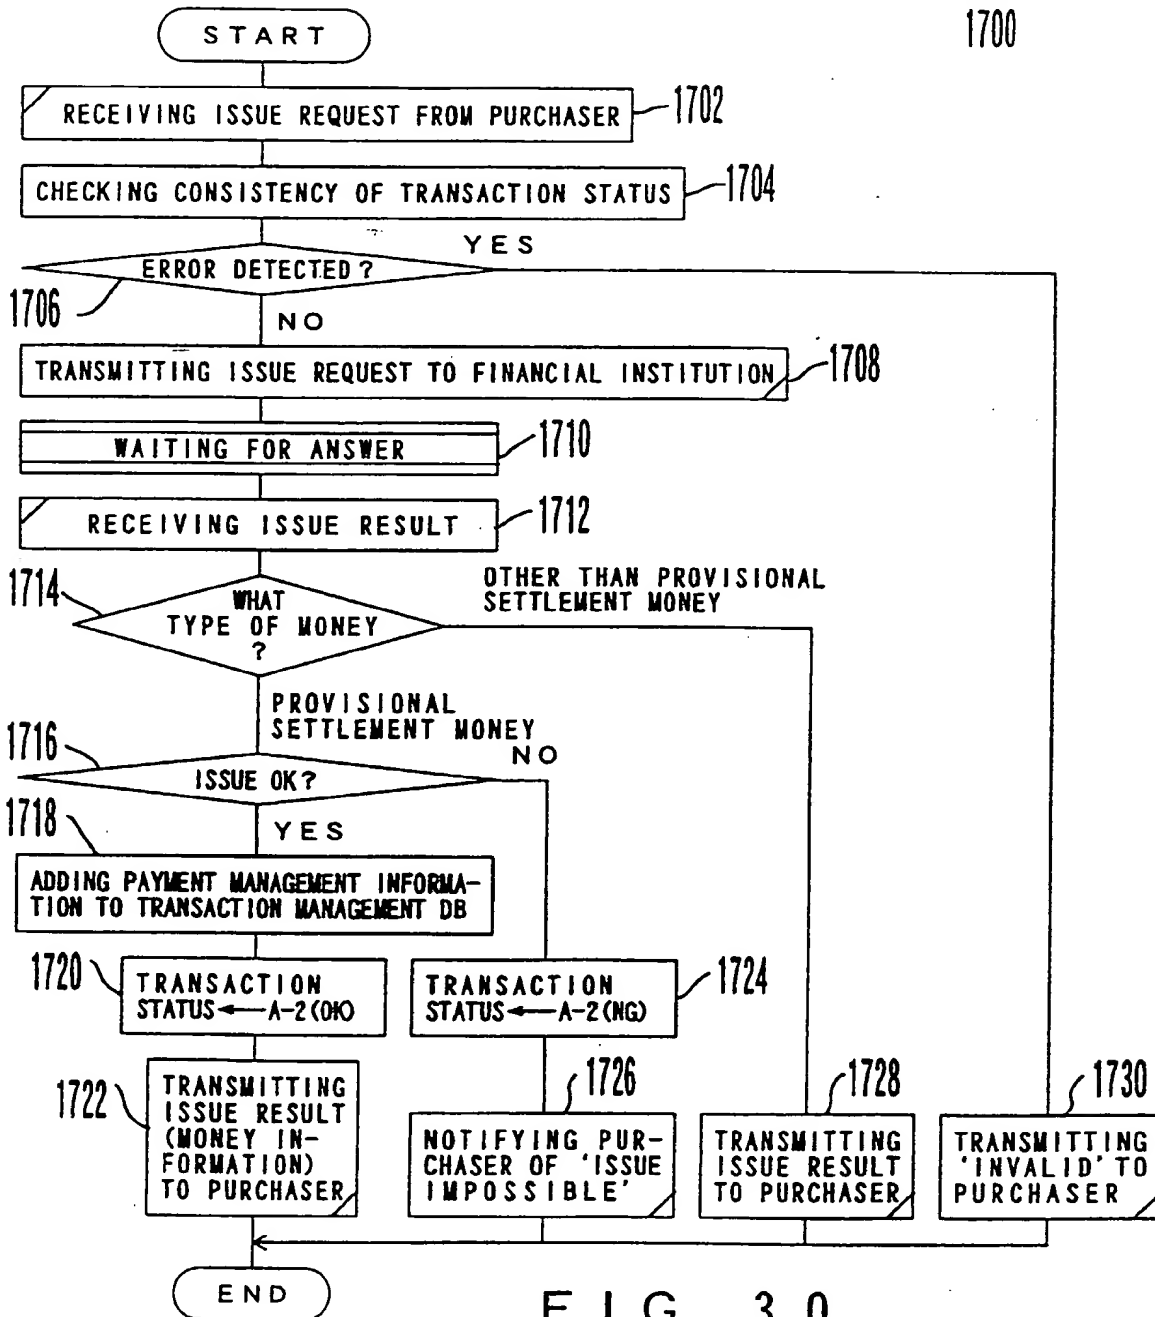 1700
START
RECEIVING ISSUE REQUEST FROM PURCHASER
1702
CHECKING CONSISTENCY OF TRANSACTION STATUS
1704
YES
ERROR DETECTED?
1706
NO
TRANSMITTING ISSUE REQUEST TO FINANCIAL INSTITUTION
1708
WAITING FOR ANSWER
1710
RECEIVING ISSUE RESULT
1712
1714
WHAT
TYPE OF MONEY
?
OTHER THAN PROVISIONAL
SETTLEMENT MONEY
PROVISIONAL
SETTLEMENT MONEY
1716
ISSUE OK?
NO
1718
YES
ADDING PAYMENT MANAGEMENT INFORMA-
TION TO TRANSACTION MANAGEMENT DB
1720
TRANSACTION
STATUS ← A-2(OK)
TRANSACTION
STATUS ← A-2(NG)
1724
1722
TRANSMITTING
ISSUE RESULT
(MONEY IN-
FORMATION)
TO PURCHASER
1726
NOTIFYING PUR-
CHASER OF 'ISSUE
IMPOSSIBLE'
1728
TRANSMITTING
ISSUE RESULT
TO PURCHASER
1730
TRANSMITTING
'INVALID' TO
PURCHASER
END
FIG. 30